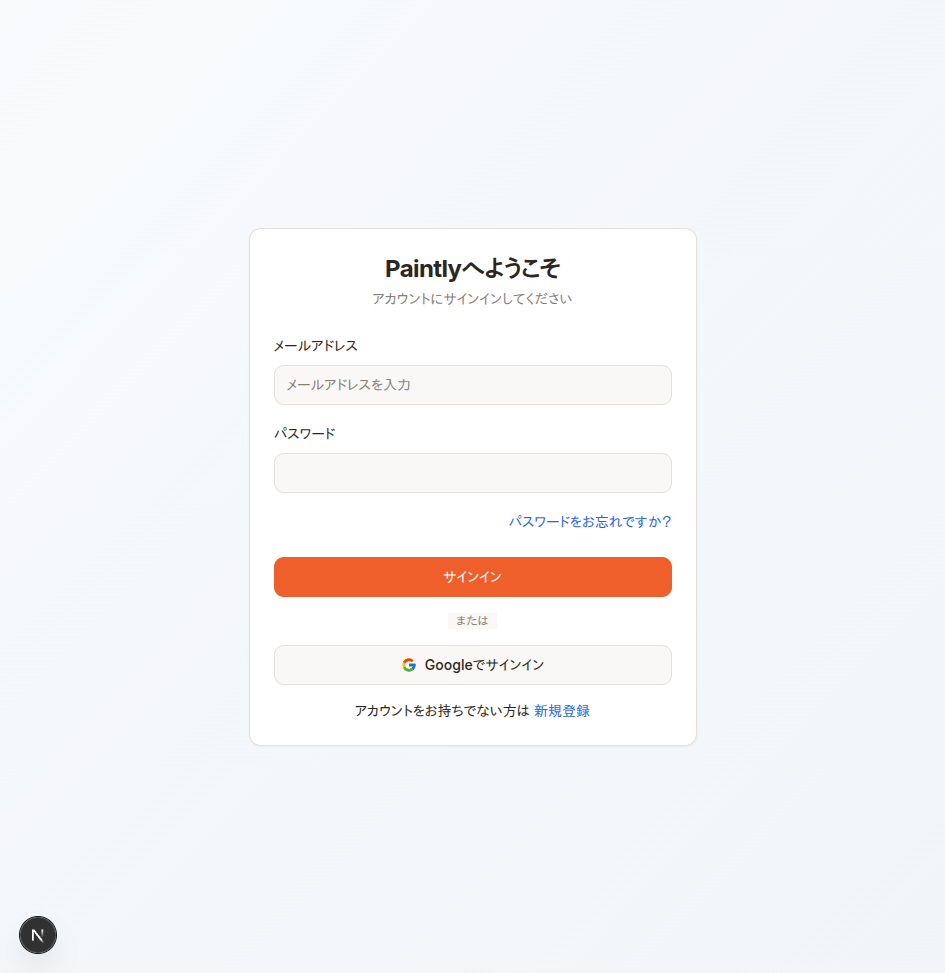 Paintlyへようこそ
アカウントにサインインしてください
メールアドレス
メールアドレスを入力
パスワード
パスワードをお忘れですか?
サインイン
または
Googleでサインイン
アカウントをお持ちでない方は 新規登録
N